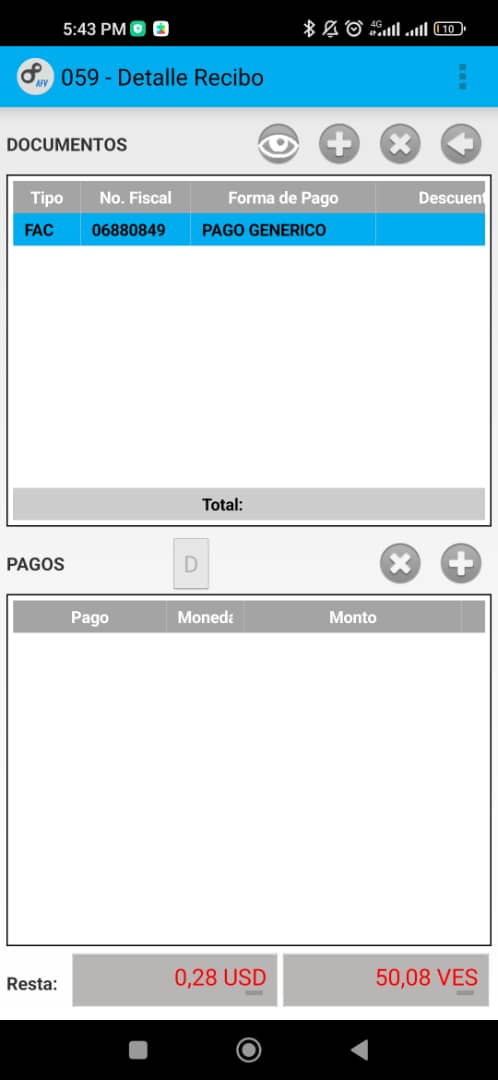 5:43 PM 4G 10
AFV 059 - Detalle Recibo
DOCUMENTOS
Tipo No. Fiscal Forma de Pago Descuent
FAC 06880849 PAGO GENERICO
Total:
PAGOS D
Pago Moneda Monto
Resta: 0,28 USD 50,08 VES